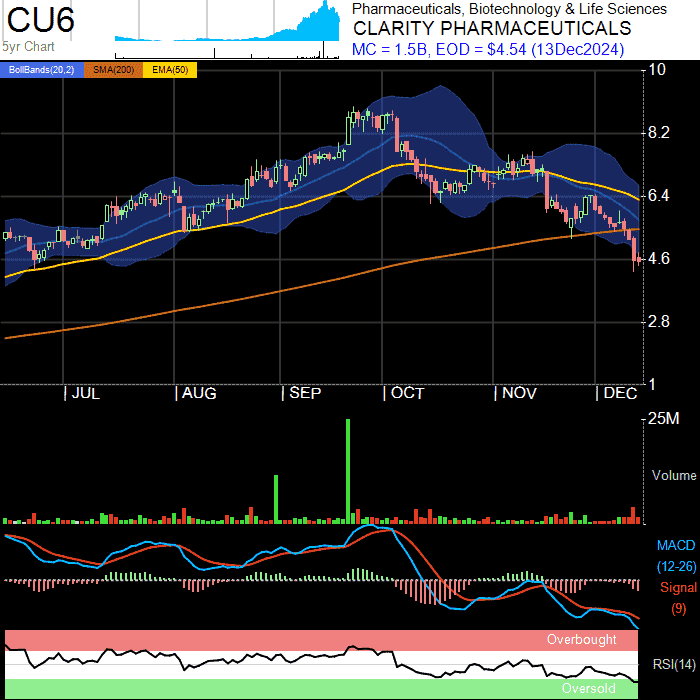 CU6
5yr Chart
Pharmaceuticals, Biotechnology & Life Sciences
CLARITY PHARMACEUTICALS
MC = 1.5B, EOD = $4.54 (13Dec2024)
BollBands(20,2) SMA(200) EMA(50)
10
8.2
6.4
4.6
2.8
1
JUL AUG SEP OCT NOV DEC
25M
Volume
MACD
(12-26)
Signal
(9)
Overbought
RSI(14)
Oversold